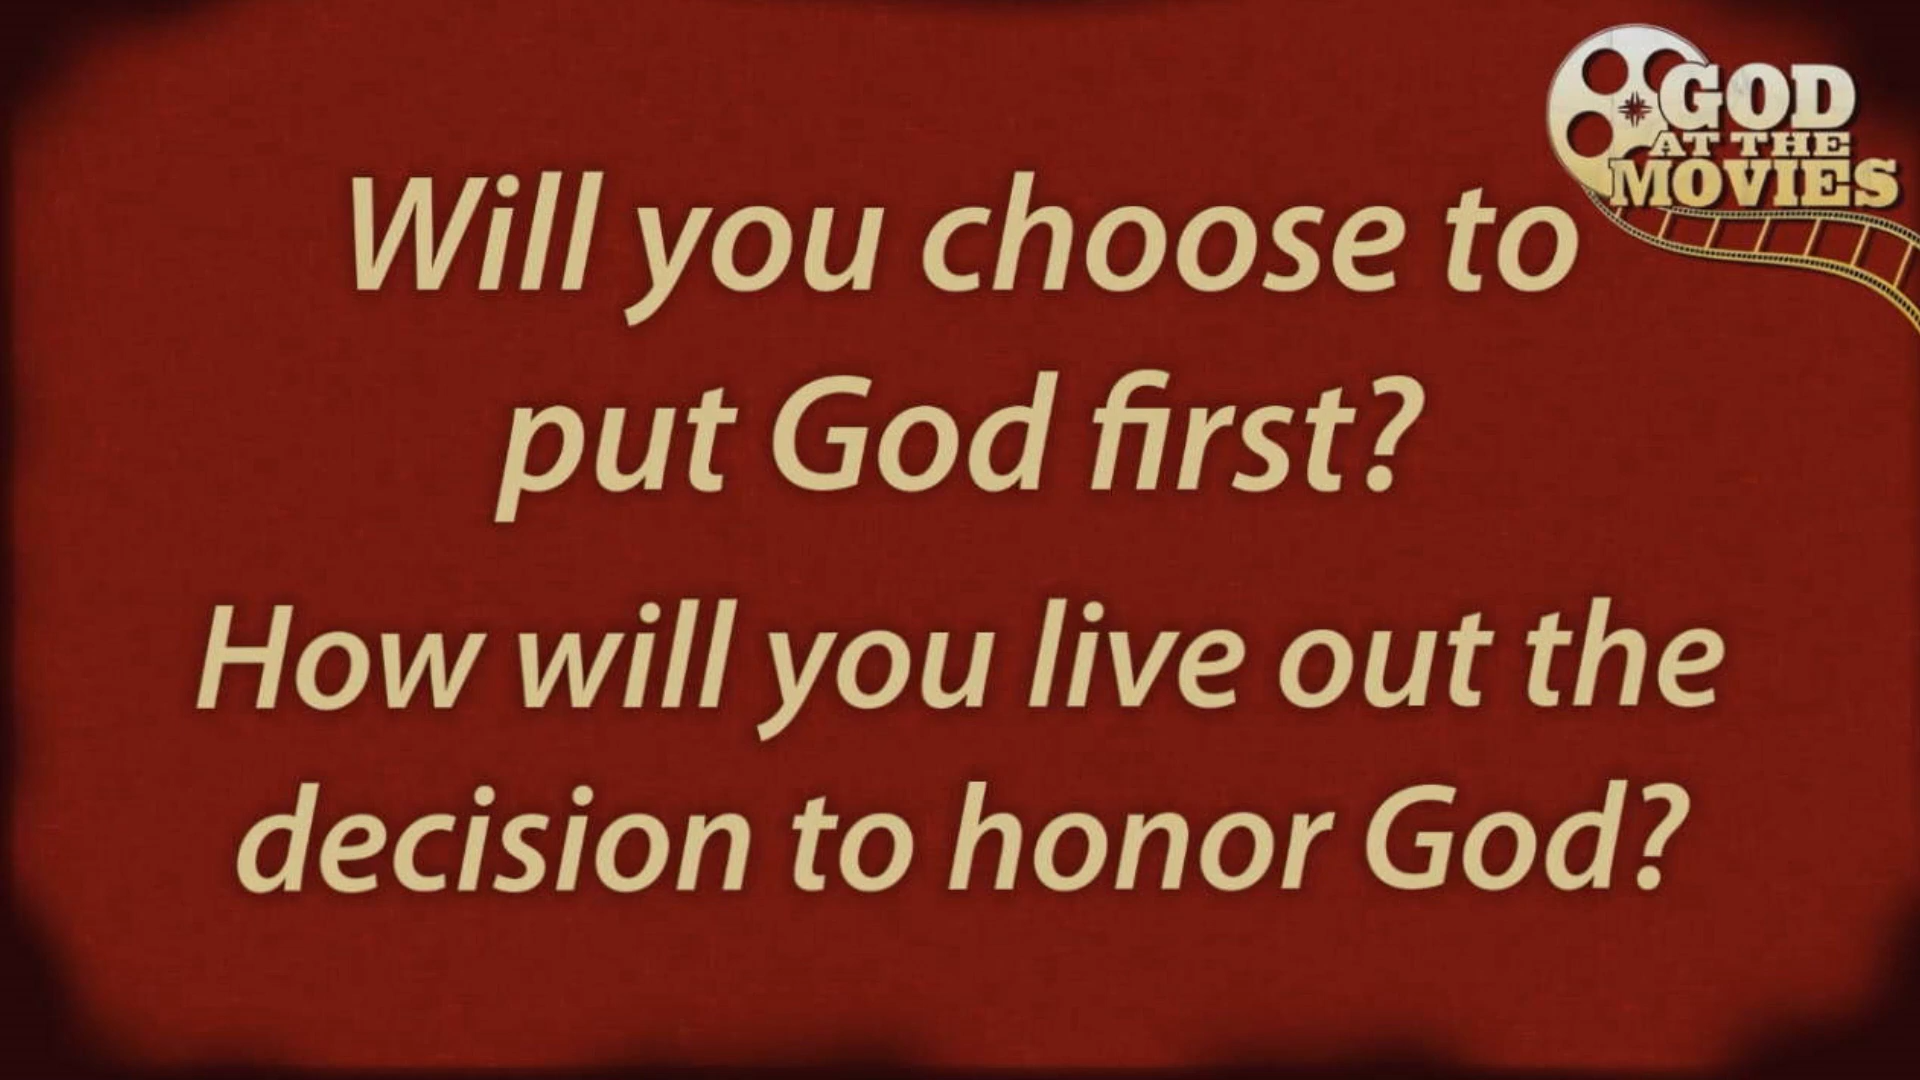 GOD
AT THE
MOVIES
Will you choose to
put God first?
How will you live out the
decision to honor God?